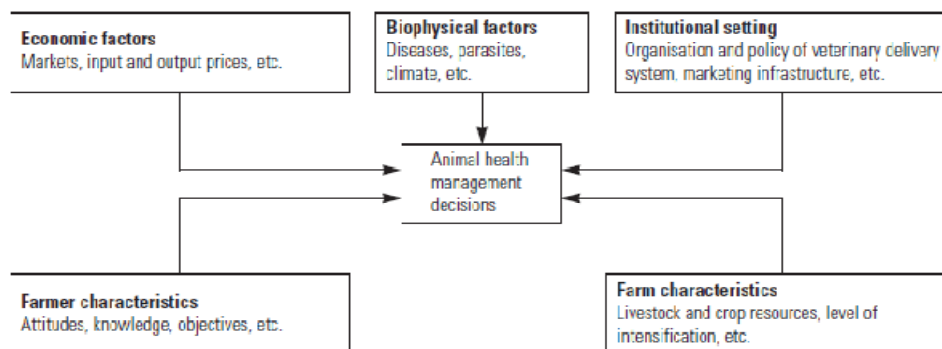 Economic factors
Markets, input and output prices, etc.
Biophysical factors
Diseases, parasites,
climate, etc.
Institutional setting
Organisation and policy of veterinary delivery
system, marketing infrastructure, etc.
Animal health
management
decisions
Farmer characteristics
Attitudes, knowledge, objectives, etc.
Farm characteristics
Livestock and crop resources, level of
intensification, etc.